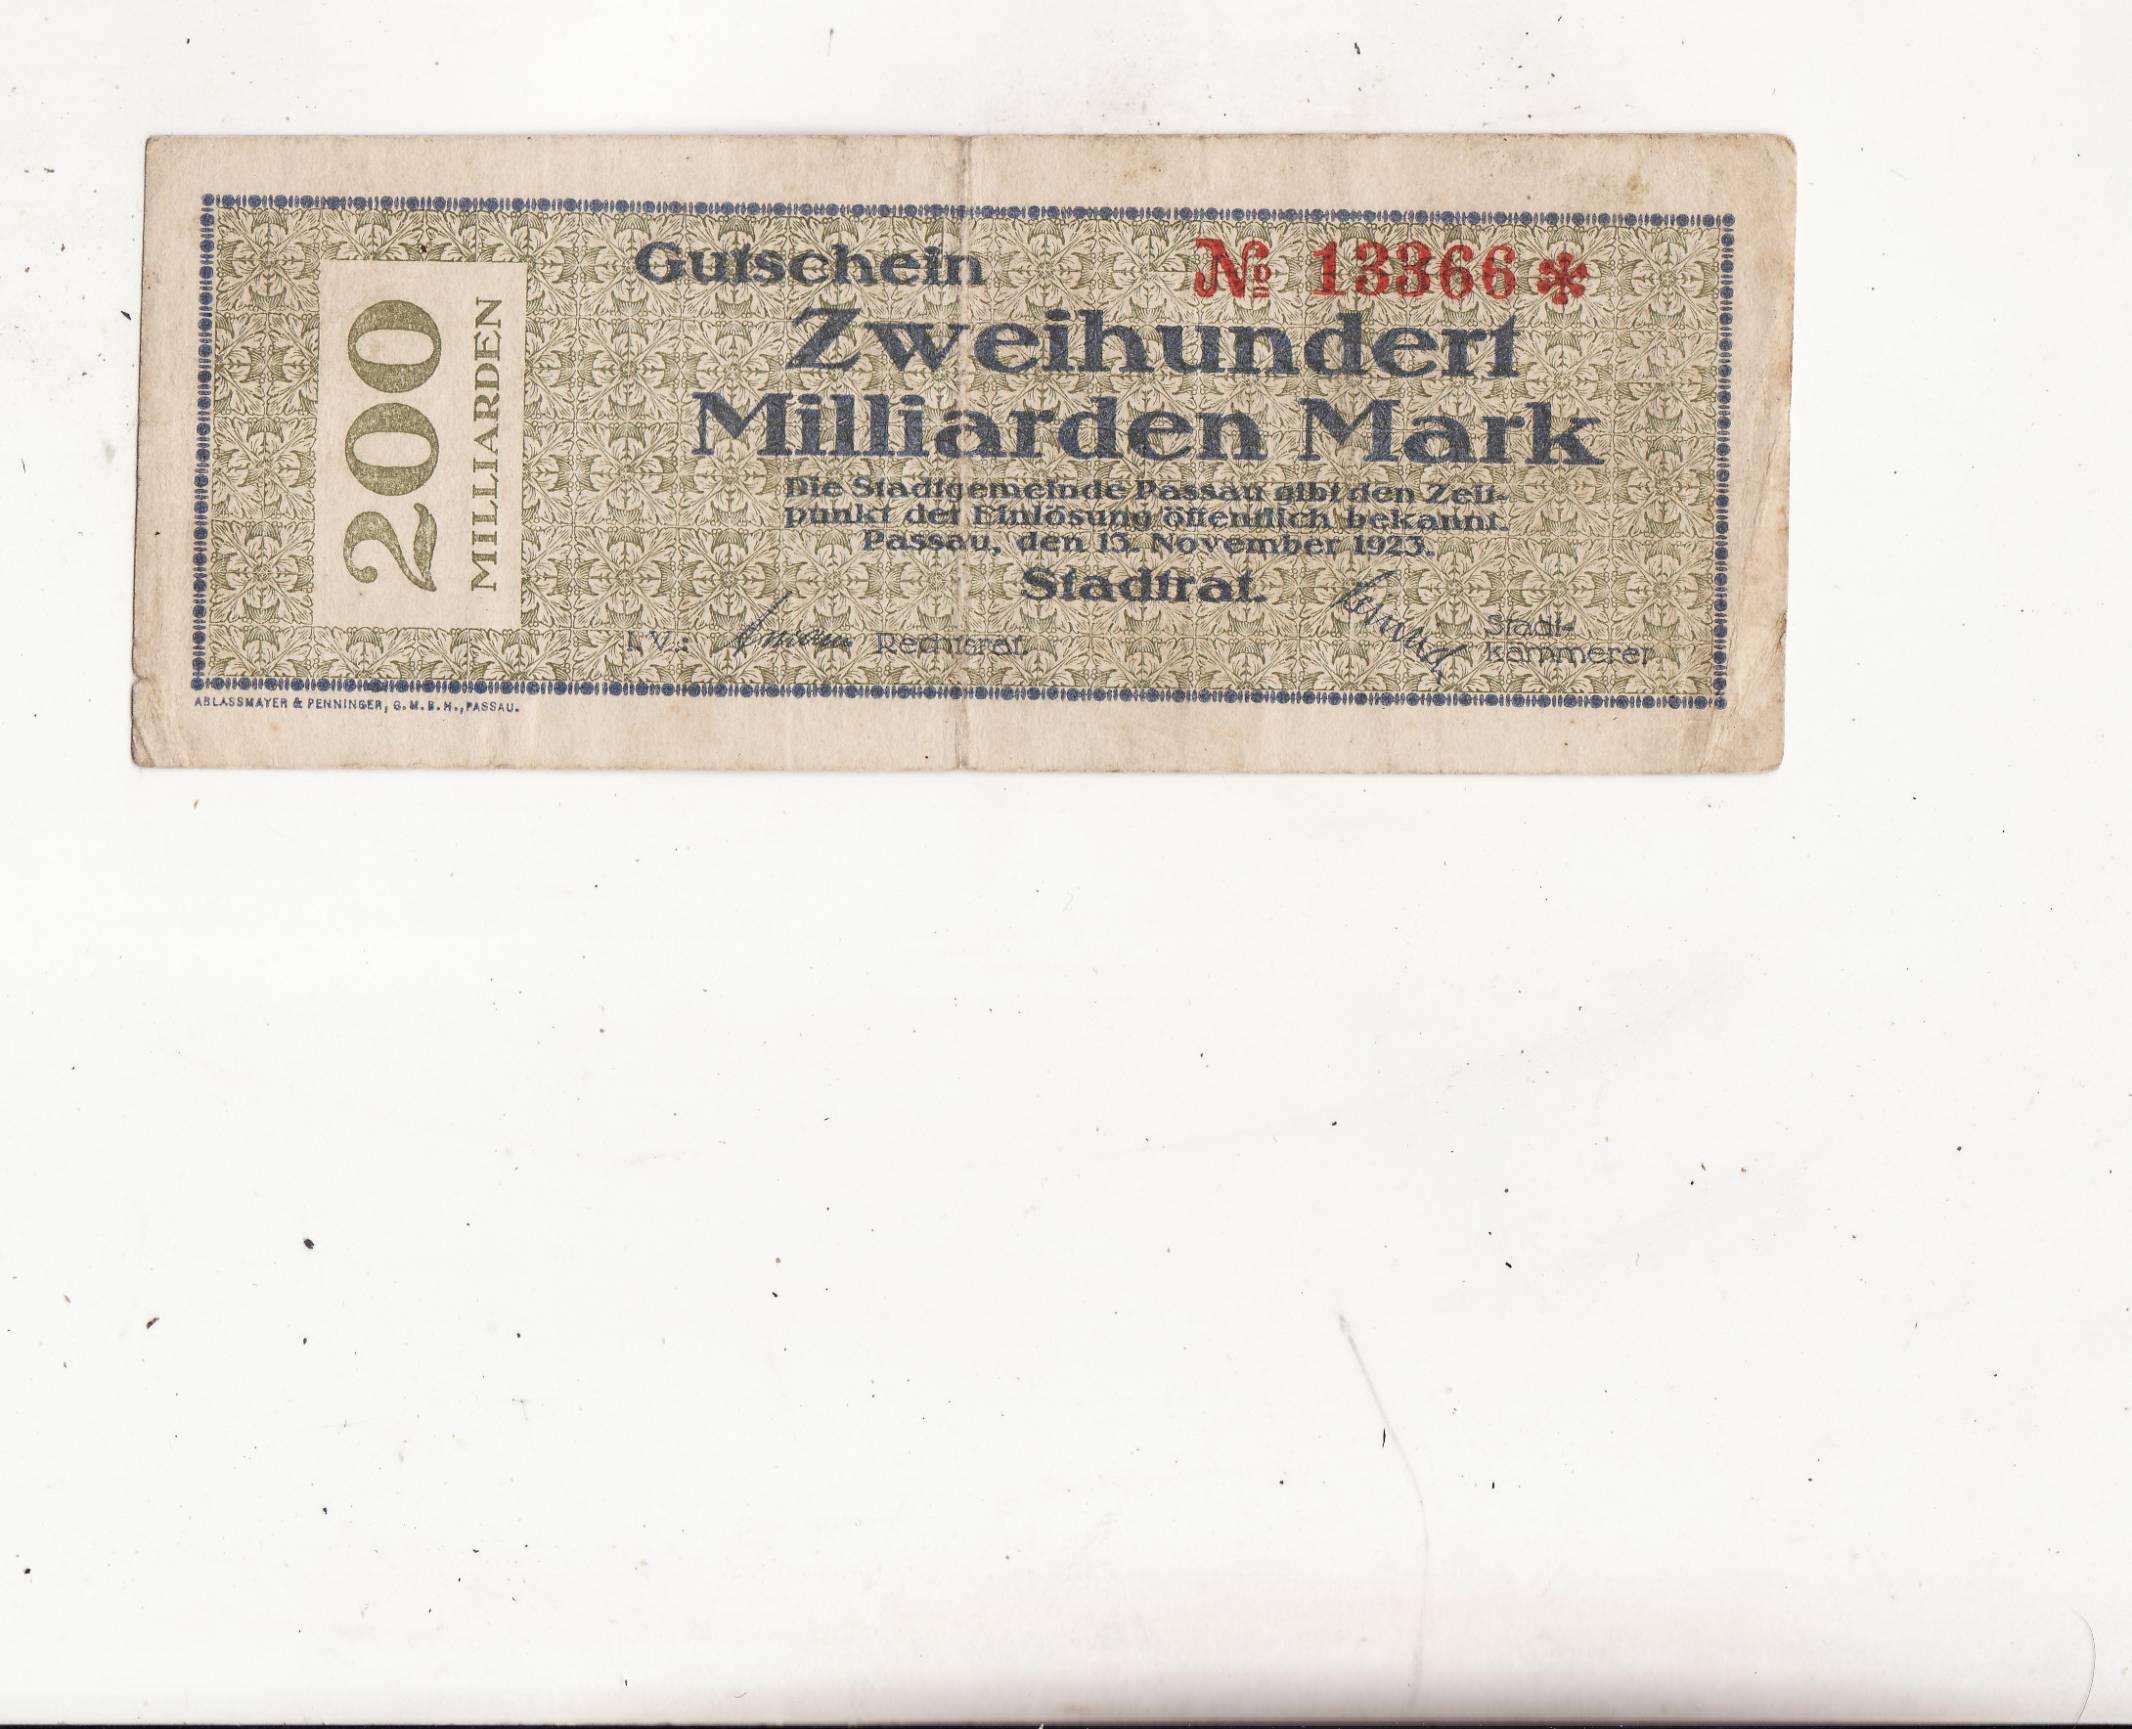 Gutschein № 13366 *
200
MILLIARDEN
Zweihundert
Milliarden Mark
Die Stadtgemeinde Passau gibt den Zeit-
punkt der Einlösung öffentlich bekannt.
Passau, den 15. November 1923.
Stadtrat.
I. V.: Rechtsrat.
Stadt-
kämmerer
ABLASSMAYER & PENNINGER, G.M.B.H., PASSAU.